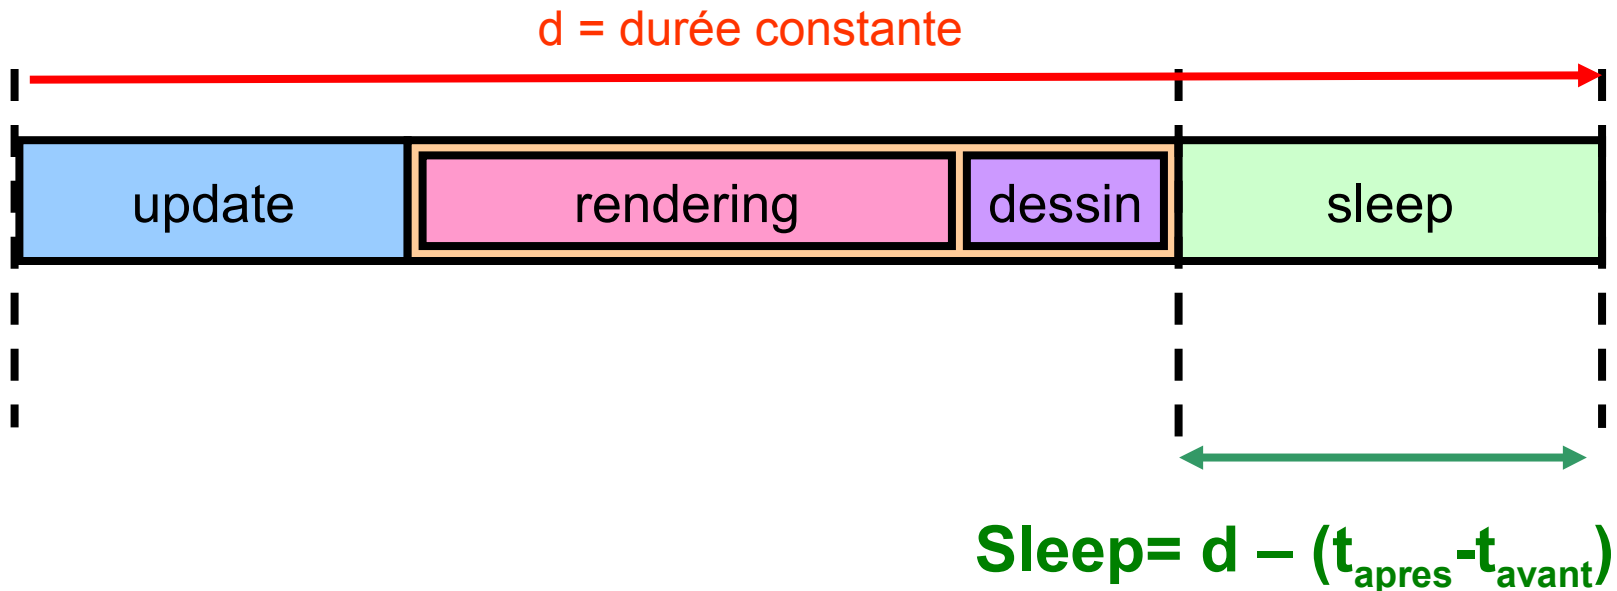 d = durée constante
update rendering dessin sleep
Sleep= d – (tapres-tavant)